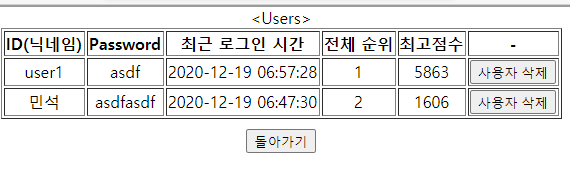 <Users>
ID(닉네임) Password 최근 로그인 시간 전체 순위 최고점수 -
user1 asdf 2020-12-19 06:57:28 1 5863 사용자 삭제
민석 asdfasdf 2020-12-19 06:47:30 2 1606 사용자 삭제
돌아가기